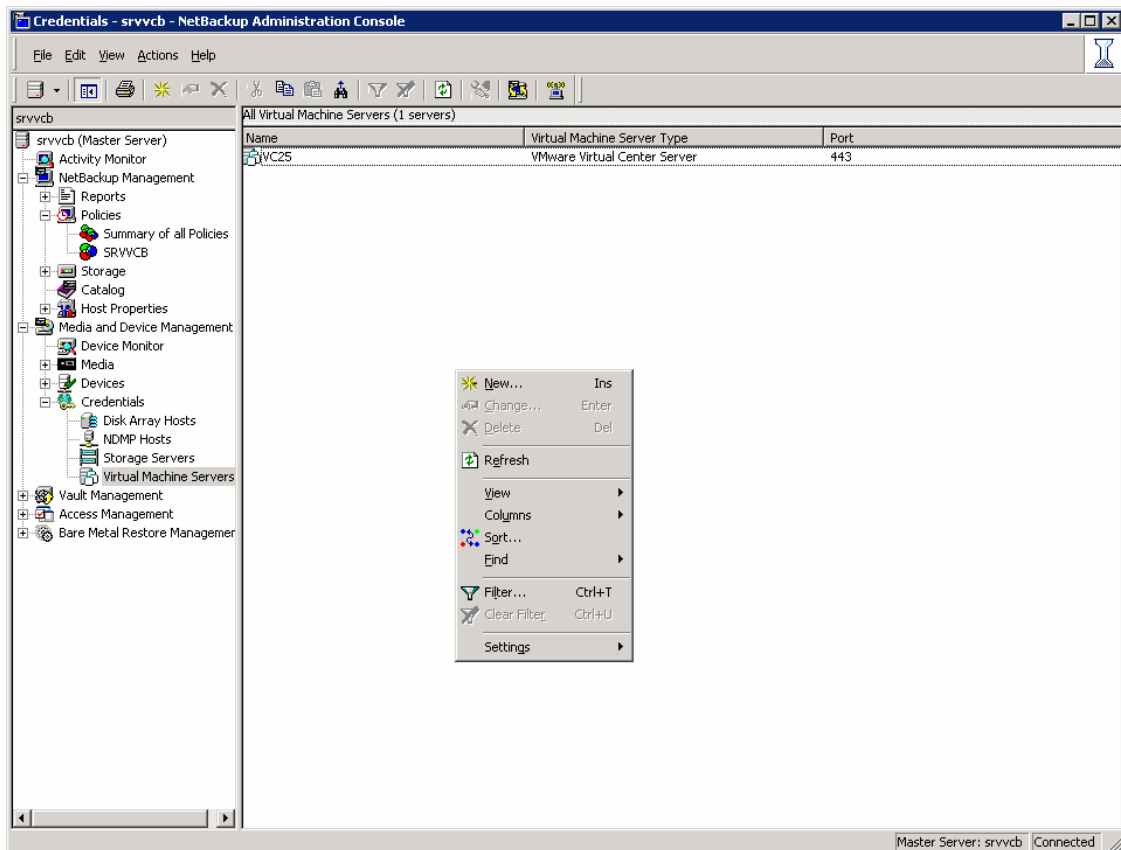 Credentials - srvvcb - NetBackup Administration Console
File Edit View Actions Help
srvvcb
All Virtual Machine Servers (1 servers)
srvvcb (Master Server)
Activity Monitor
NetBackup Management
Reports
Policies
Summary of all Policies
SRVVCB
Storage
Catalog
Host Properties
Media and Device Management
Device Monitor
Media
Devices
Credentials
Disk Array Hosts
NDMP Hosts
Storage Servers
Virtual Machine Servers
Vault Management
Access Management
Bare Metal Restore Managemer
Name Virtual Machine Server Type Port
VC25 VMware Virtual Center Server 443
New... Ins
Change... Enter
Delete Del
Refresh
View
Columns
Sort...
Find
Filter... Ctrl+T
Clear Filter Ctrl+U
Settings
Master Server: srvvcb Connected